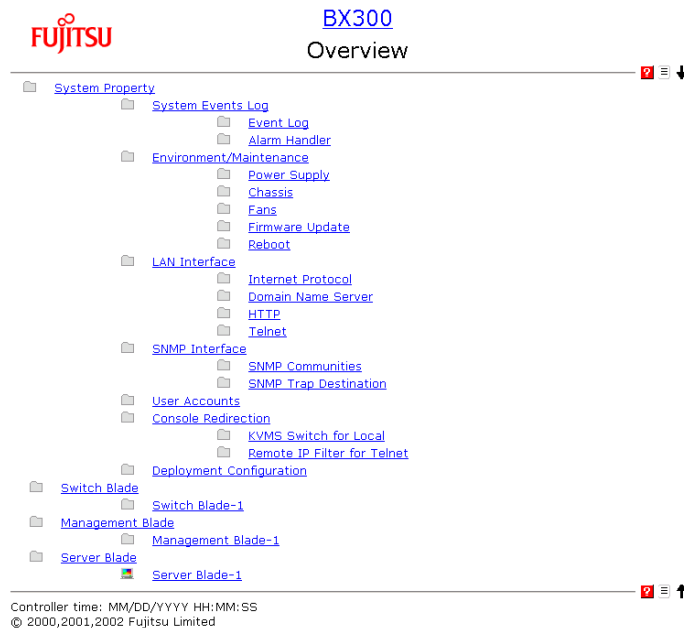 FUJITSU
BX300
Overview
?
System Property
System Events Log
Event Log
Alarm Handler
Environment/Maintenance
Power Supply
Chassis
Fans
Firmware Update
Reboot
LAN Interface
Internet Protocol
Domain Name Server
HTTP
Telnet
SNMP Interface
SNMP Communities
SNMP Trap Destination
User Accounts
Console Redirection
KVMS Switch for Local
Remote IP Filter for Telnet
Deployment Configuration
Switch Blade
Switch Blade-1
Management Blade
Management Blade-1
Server Blade
Server Blade-1
?
Controller time: MM/DD/YYYY HH:MM:SS
© 2000,2001,2002 Fujitsu Limited